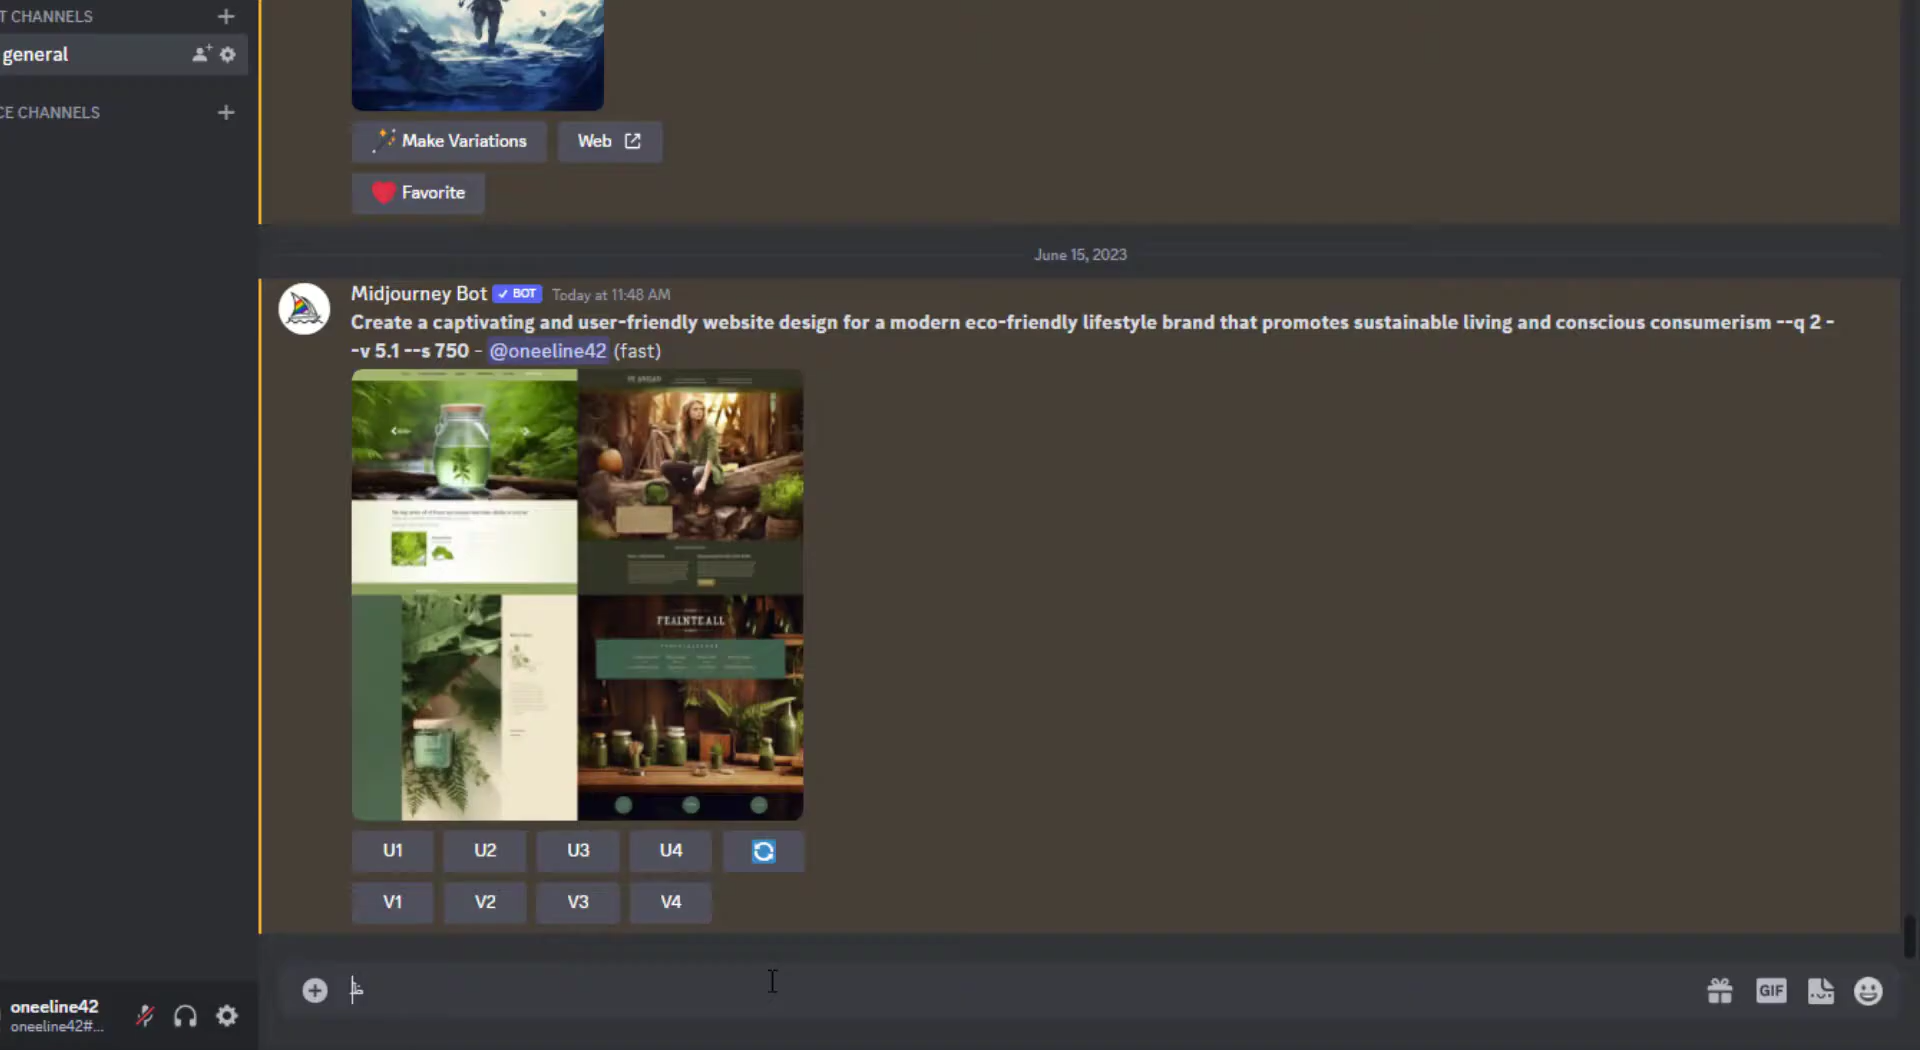 T CHANNELS
general
CE CHANNELS
Make Variations
Web
Favorite
June 15, 2023
Midjourney Bot BOT Today at 11:48 AM
Create a captivating and user-friendly website design for a modern eco-friendly lifestyle brand that promotes sustainable living and conscious consumerism --q 2 -
-v 5.1 --s 750 - @oneeline42 (fast)
FEALNTEALL
U1 U2 U3 U4
V1 V2 V3 V4
GIF
oneeline42
oneeline42#...